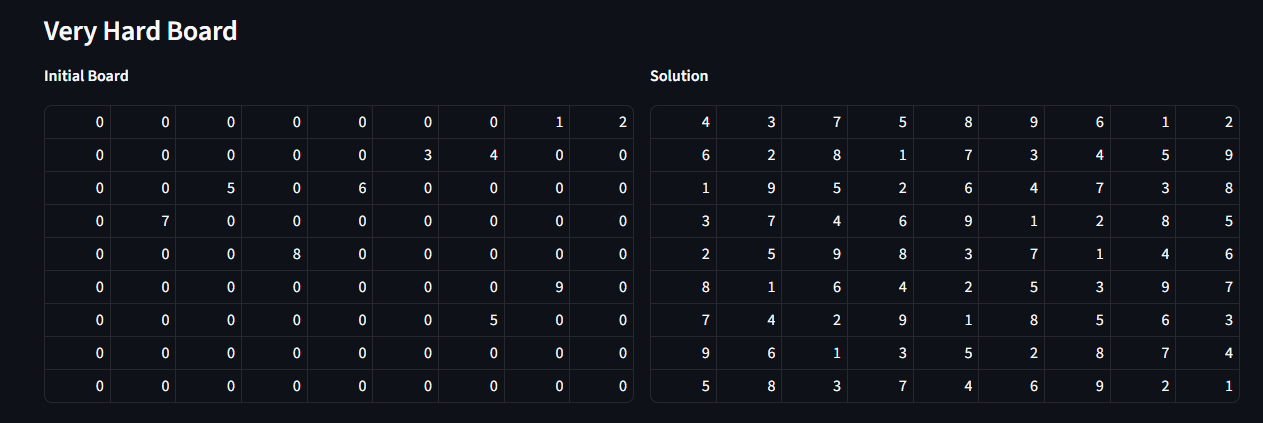 Very Hard Board
Initial Board Solution
0 0 0 0 0 0 0 1 2 4 3 7 5 8 9 6 1 2
0 0 0 0 0 3 4 0 0 6 2 8 1 7 3 4 5 9
0 0 5 0 6 0 0 0 0 1 9 5 2 6 4 7 3 8
0 7 0 0 0 0 0 0 0 3 7 4 6 9 1 2 8 5
0 0 0 8 0 0 0 0 0 2 5 9 8 3 7 1 4 6
0 0 0 0 0 0 0 9 0 8 1 6 4 2 5 3 9 7
0 0 0 0 0 0 5 0 0 7 4 2 9 1 8 5 6 3
0 0 0 0 0 0 0 0 0 9 6 1 3 5 2 8 7 4
0 0 0 0 0 0 0 0 0 5 8 3 7 4 6 9 2 1